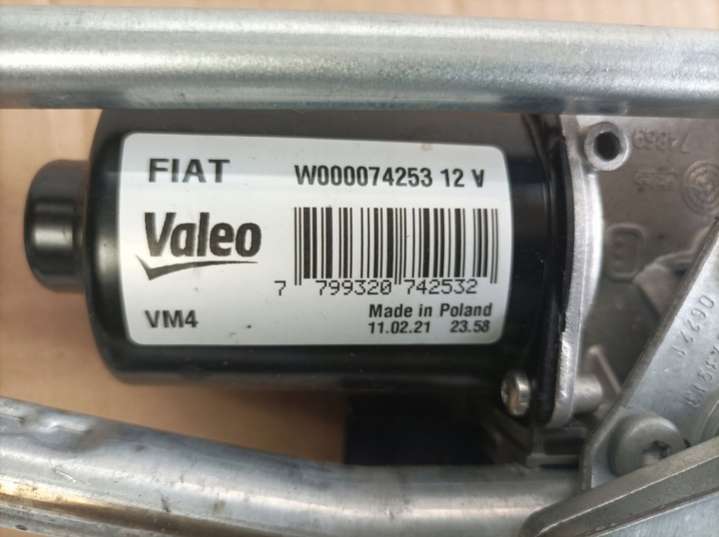 FIAT
W000074253 12 V
Valeo
7 799320 742532
VM4
Made in Poland
11.02.21 23.58